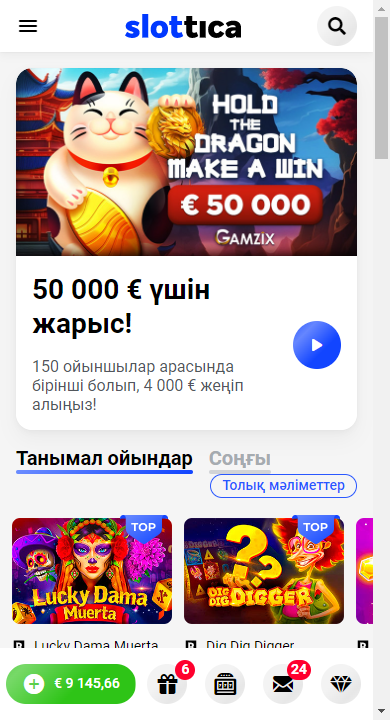 slottica
HOLD
THE
DRAGON
MAKE A WIN
€ 50 000
GAMZIX
50 000 € үшін
жарыс!
150 ойыншылар арасында
бірінші болып, 4 000 € жеңіп
алыңыз!
Танымал ойындар
Соңғы
Толық мәліметтер
TOP
Lucky Dama
Muerta
TOP
DIG DIG
DIGGER
Lucky Dama Muerta
Dig Dig Digger
€ 9 145,66
6
24